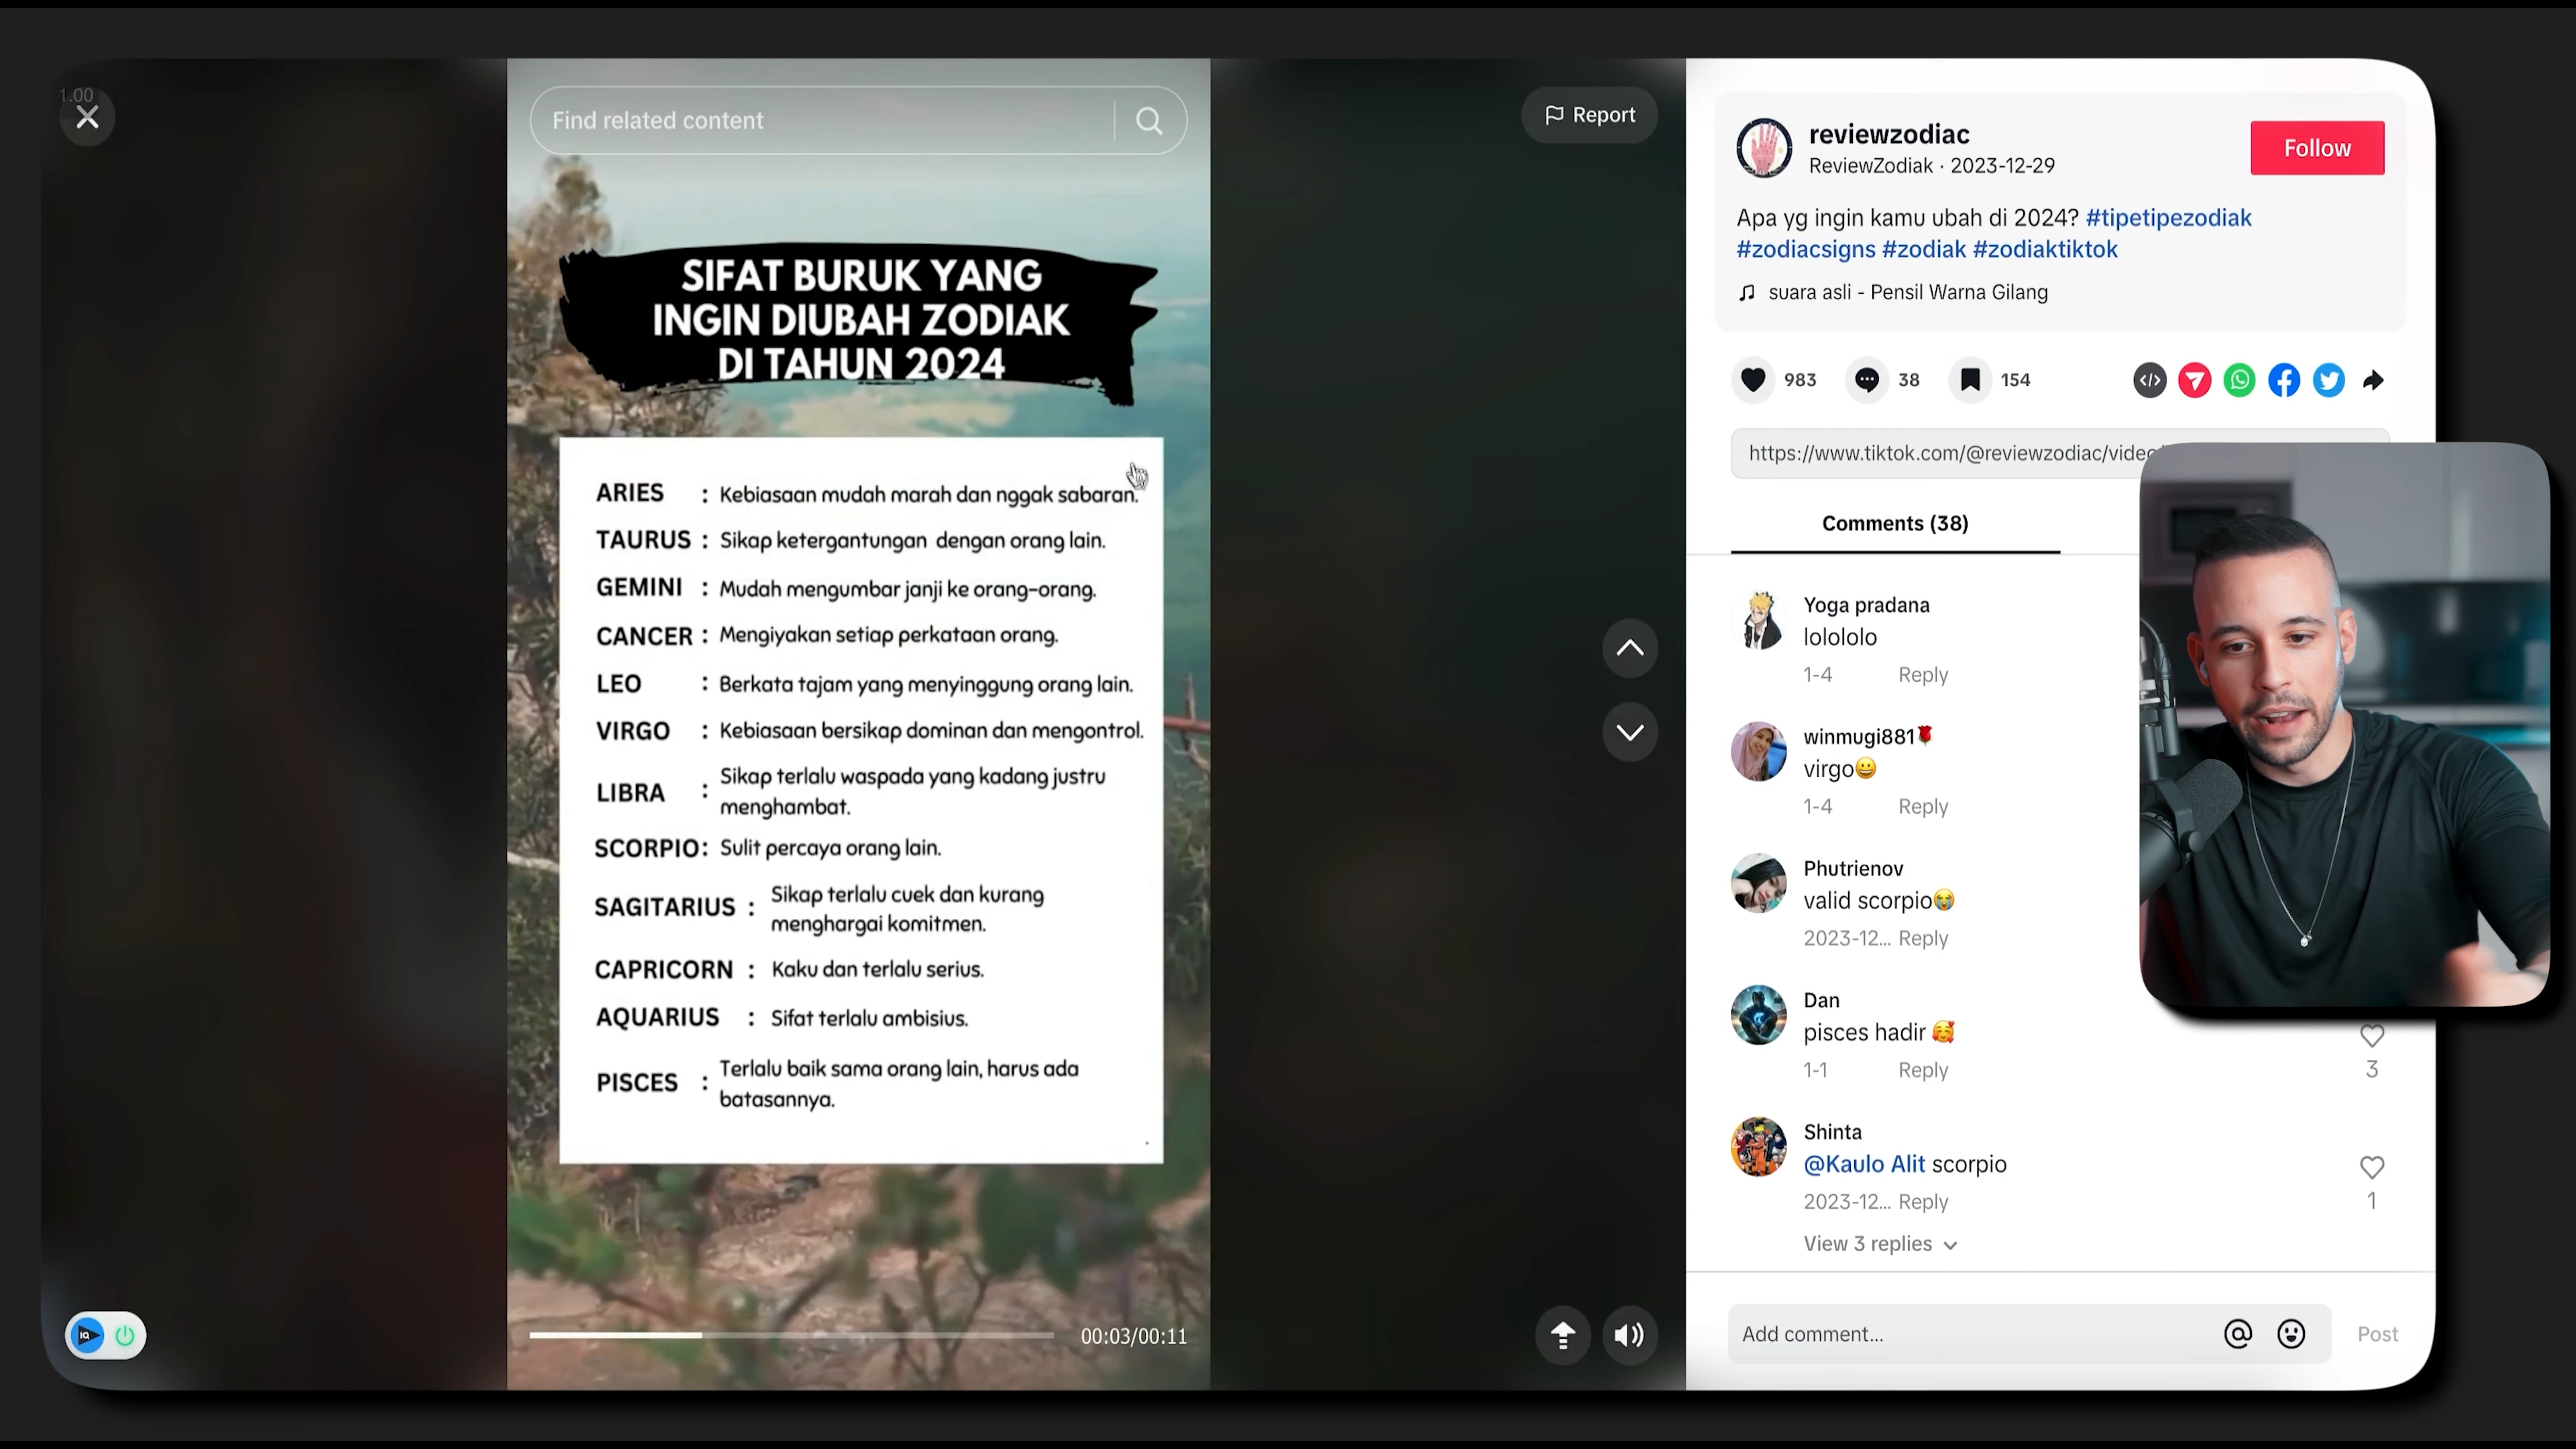 1.00
Find related content
Report
SIFAT BURUK YANG
INGIN DIUBAH ZODIAK
DI TAHUN 2024
ARIES : Kebiasaan mudah marah dan nggak sabaran.
TAURUS : Sikap ketergantungan dengan orang lain.
GEMINI : Mudah mengumbar janji ke orang-orang.
CANCER : Mengiyakan setiap perkataan orang.
LEO : Berkata tajam yang menyinggung orang lain.
VIRGO : Kebiasaan bersikap dominan dan mengontrol.
LIBRA : Sikap terlalu waspada yang kadang justru
menghambat.
SCORPIO : Sulit percaya orang lain.
SAGITARIUS : Sikap terlalu cuek dan kurang
menghargai komitmen.
CAPRICORN : Kaku dan terlalu serius.
AQUARIUS : Sifat terlalu ambisius.
PISCES : Terlalu baik sama orang lain, harus ada
batasannya.
00:03/00:11
IQ
reviewzodiac
ReviewZodiak · 2023-12-29
Follow
Apa yg ingin kamu ubah di 2024? #tipetipezodiak
#zodiacsigns #zodiak #zodiaktiktok
suara asli - Pensil Warna Gilang
983 38 154
https://www.tiktok.com/@reviewzodiac/video
Comments (38)
Yoga pradana
lolololo
1-4 Reply
winmugi881🌹
virgo😀
1-4 Reply
Phutrienov
valid scorpio😭
2023-12... Reply
Dan
pisces hadir 🥰
1-1 Reply
3
Shinta
@Kaulo Alit scorpio
2023-12... Reply
1
View 3 replies
Add comment...
Post